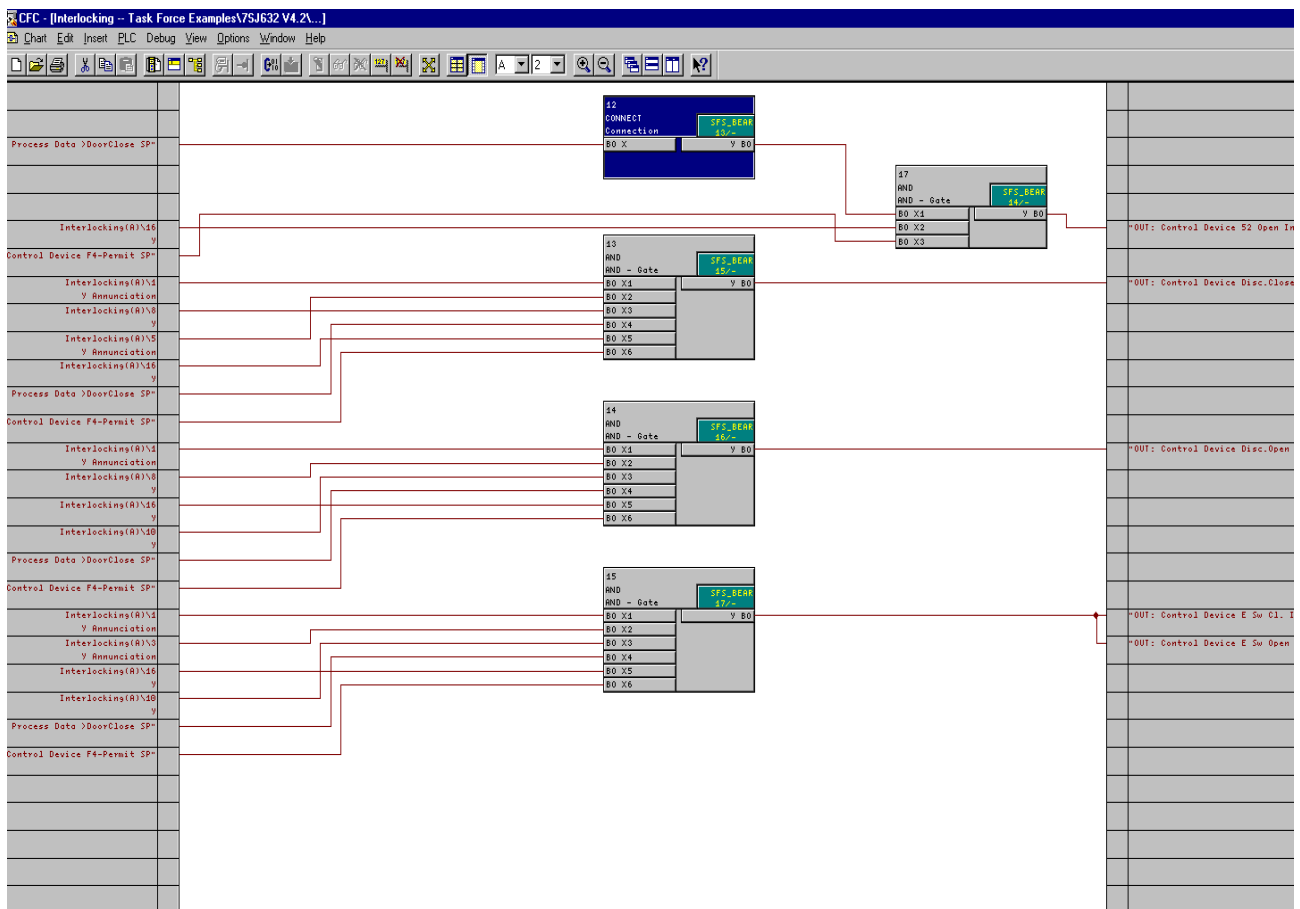 CFC - [Interlocking -- Task Force Examples\7SJ632 V4.2\...]
Chart Edit Insert PLC Debug View Options Window Help
A 2
12
CONNECT
Connection
SFS_BEAR
13/-
BO X Y BO
Process Data >DoorClose SP"
17
AND
AND - Gate
SFS_BEAR
14/-
BO X1 Y BO
BO X2
BO X3
Interlocking(A)\16
Y
Control Device F4-Permit SP"
"OUT: Control Device 52 Open In
13
AND
AND - Gate
SFS_BEAR
15/-
BO X1 Y BO
BO X2
BO X3
BO X4
BO X5
BO X6
Interlocking(A)\1
Y Annunciation
Interlocking(A)\8
Y
Interlocking(A)\5
Y Annunciation
Interlocking(A)\16
Y
Process Data >DoorClose SP"
Control Device F4-Permit SP"
"OUT: Control Device Disc.Close
14
AND
AND - Gate
SFS_BEAR
16/-
BO X1 Y BO
BO X2
BO X3
BO X4
BO X5
BO X6
Interlocking(A)\1
Y Annunciation
Interlocking(A)\8
Y
Interlocking(A)\16
Y
Interlocking(A)\10
Y
Process Data >DoorClose SP"
Control Device F4-Permit SP"
"OUT: Control Device Disc.Open
15
AND
AND - Gate
SFS_BEAR
17/-
BO X1 Y BO
BO X2
BO X3
BO X4
BO X5
BO X6
Interlocking(A)\1
Y Annunciation
Interlocking(A)\3
Y Annunciation
Interlocking(A)\16
Y
Interlocking(A)\10
Y
Process Data >DoorClose SP"
Control Device F4-Permit SP"
"OUT: Control Device E Sw Cl. I
"OUT: Control Device E Sw Open